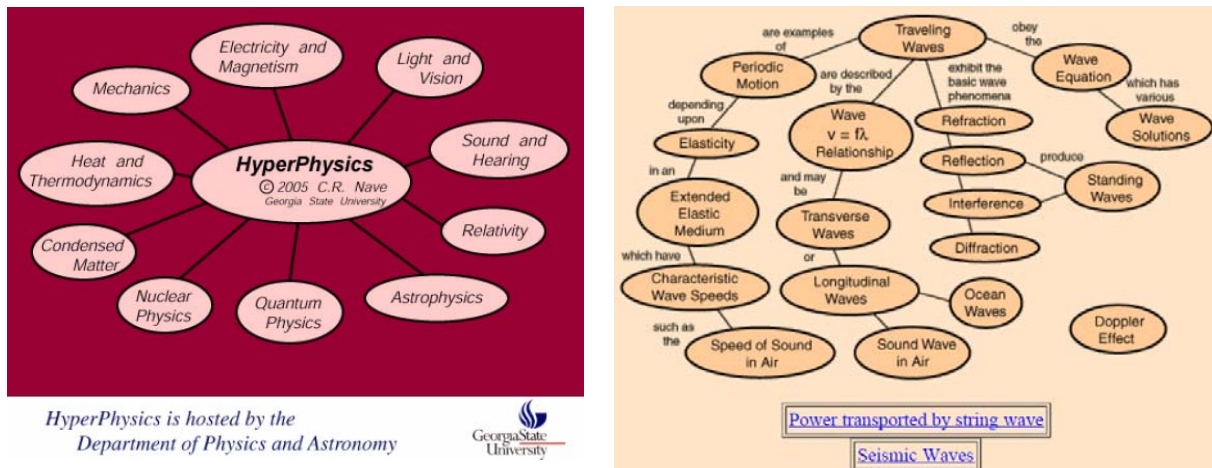 Electricity and
Magnetism
Light and
Vision
Mechanics
Sound and
Hearing
Heat and
Thermodynamics
HyperPhysics
© 2005 C.R. Nave
Georgia State University
Relativity
Condensed
Matter
Nuclear
Physics
Quantum
Physics
Astrophysics
HyperPhysics is hosted by the
Department of Physics and Astronomy
GeorgiaState
University
Traveling
Waves
are examples
of
obey
the
Periodic
Motion
are described
by the
exhibit the
basic wave
phenomena
Wave
Equation
which has
various
Wave
Solutions
depending
upon
Elasticity
Wave
v = fλ
Relationship
Refraction
Reflection
produce
Standing
Waves
Interference
Diffraction
in an
Extended
Elastic
Medium
and may
be
Transverse
Waves
or
which have
Characteristic
Wave Speeds
Longitudinal
Waves
Ocean
Waves
Doppler
Effect
such as
the
Speed of Sound
in Air
Sound Wave
in Air
Power transported by string wave
Seismic Waves